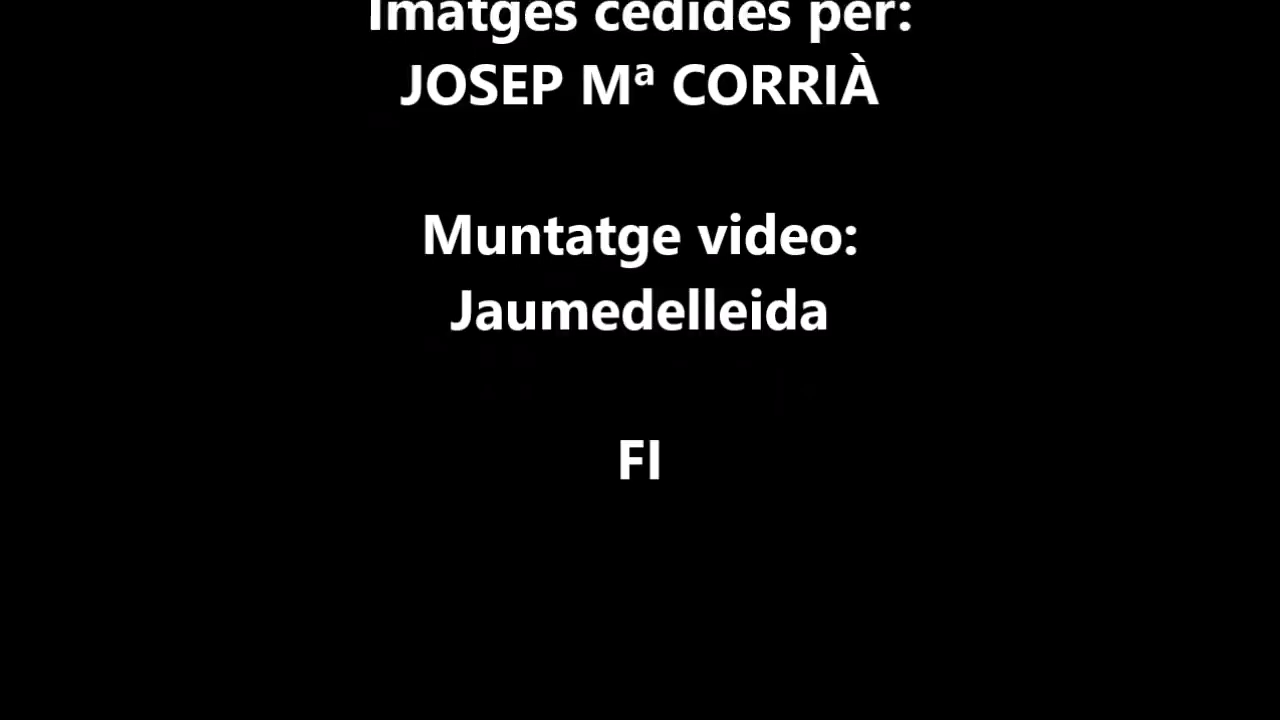 Imatges cedides per:
JOSEP Mª CORRIÀ
Muntatge video:
Jaumedelleida
FI